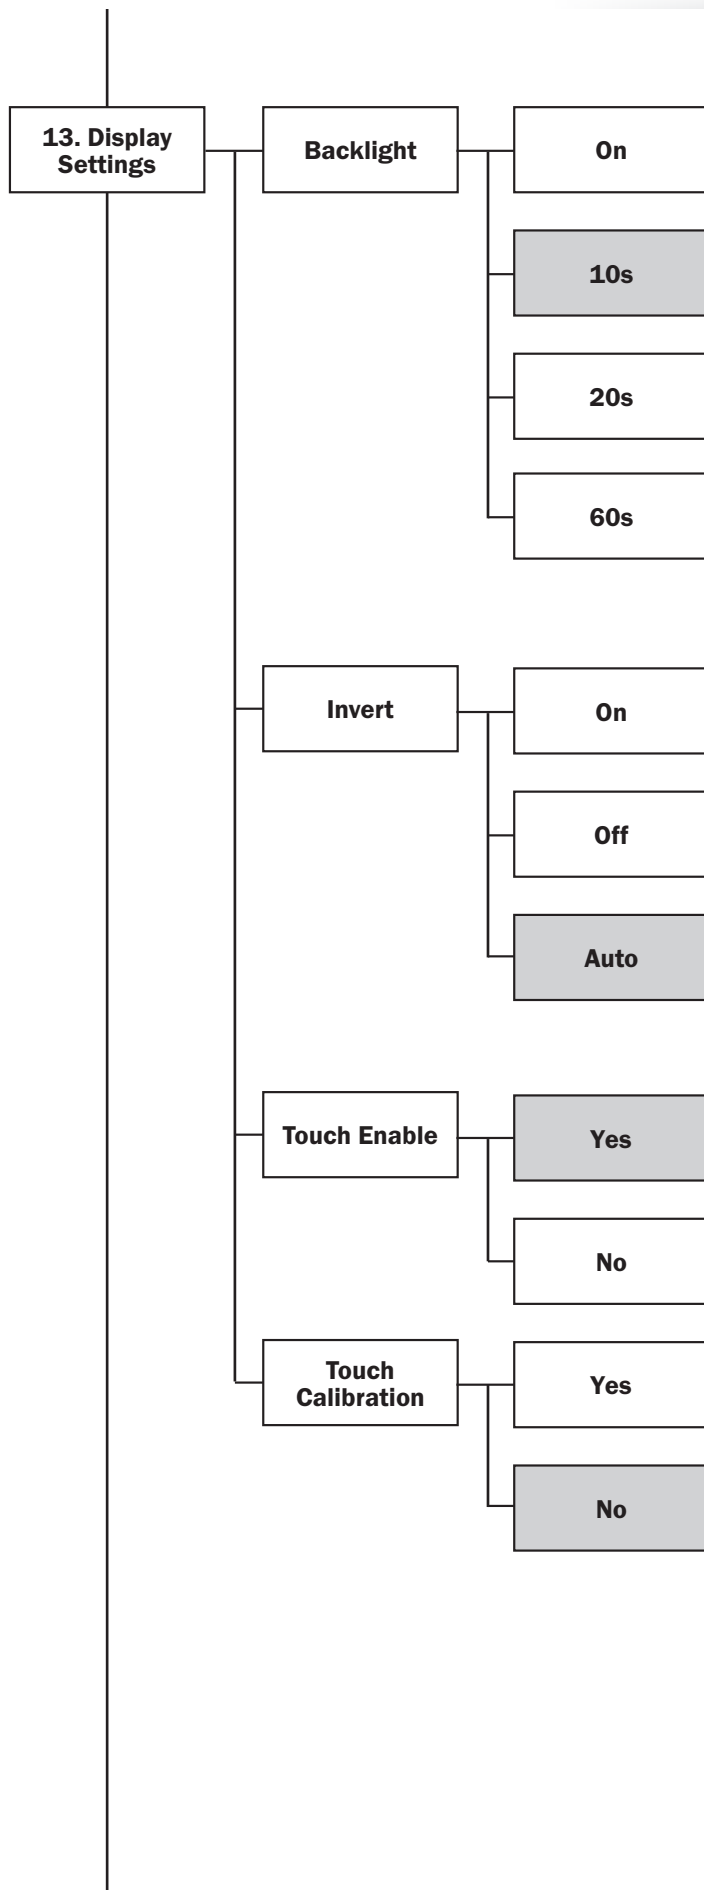 13. Display
Settings
Backlight
On
10s
20s
60s
Invert
On
Off
Auto
Touch Enable
Yes
No
Touch
Calibration
Yes
No